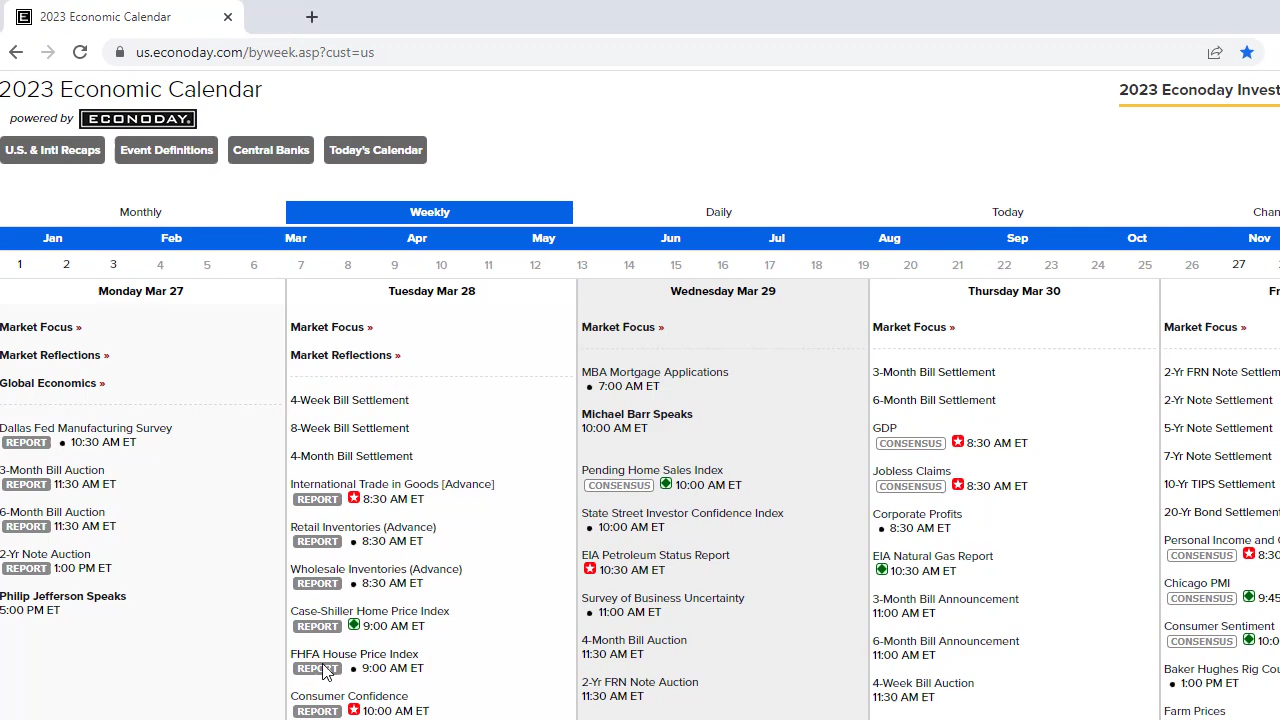 2023 Economic Calendar
us.econoday.com/byweek.asp?cust=us
2023 Economic Calendar
2023 Econoday Invest
powered by ECONODAY.
U.S. & Intl Recaps Event Definitions Central Banks Today's Calendar
Monthly Weekly Daily Today Chan
Jan Feb Mar Apr May Jun Jul Aug Sep Oct Nov
1 2 3 4 5 6 7 8 9 10 11 12 13 14 15 16 17 18 19 20 21 22 23 24 25 26 27
Monday Mar 27
Market Focus »
Market Reflections »
Global Economics »
Dallas Fed Manufacturing Survey
REPORT • 10:30 AM ET
3-Month Bill Auction
REPORT 11:30 AM ET
6-Month Bill Auction
REPORT 11:30 AM ET
2-Yr Note Auction
REPORT 1:00 PM ET
Philip Jefferson Speaks
5:00 PM ET
Tuesday Mar 28
Market Focus »
Market Reflections »
4-Week Bill Settlement
8-Week Bill Settlement
4-Month Bill Settlement
International Trade in Goods [Advance]
REPORT 8:30 AM ET
Retail Inventories (Advance)
REPORT • 8:30 AM ET
Wholesale Inventories (Advance)
REPORT • 8:30 AM ET
Case-Shiller Home Price Index
REPORT 9:00 AM ET
FHFA House Price Index
REPORT • 9:00 AM ET
Consumer Confidence
REPORT 10:00 AM ET
Wednesday Mar 29
Market Focus »
MBA Mortgage Applications
• 7:00 AM ET
Michael Barr Speaks
10:00 AM ET
Pending Home Sales Index
CONSENSUS 10:00 AM ET
State Street Investor Confidence Index
• 10:00 AM ET
EIA Petroleum Status Report
10:30 AM ET
Survey of Business Uncertainty
• 11:00 AM ET
4-Month Bill Auction
11:30 AM ET
2-Yr FRN Note Auction
11:30 AM ET
Thursday Mar 30
Market Focus »
3-Month Bill Settlement
6-Month Bill Settlement
GDP
CONSENSUS 8:30 AM ET
Jobless Claims
CONSENSUS 8:30 AM ET
Corporate Profits
• 8:30 AM ET
EIA Natural Gas Report
10:30 AM ET
3-Month Bill Announcement
11:00 AM ET
6-Month Bill Announcement
11:00 AM ET
4-Week Bill Auction
11:30 AM ET
Fr
Market Focus »
2-Yr FRN Note Settlem
2-Yr Note Settlement
5-Yr Note Settlement
7-Yr Note Settlement
10-Yr TIPS Settlement
20-Yr Bond Settlement
Personal Income and
CONSENSUS 8:30
Chicago PMI
CONSENSUS 9:45
Consumer Sentiment
CONSENSUS 10:0
Baker Hughes Rig Cou
• 1:00 PM ET
Farm Prices